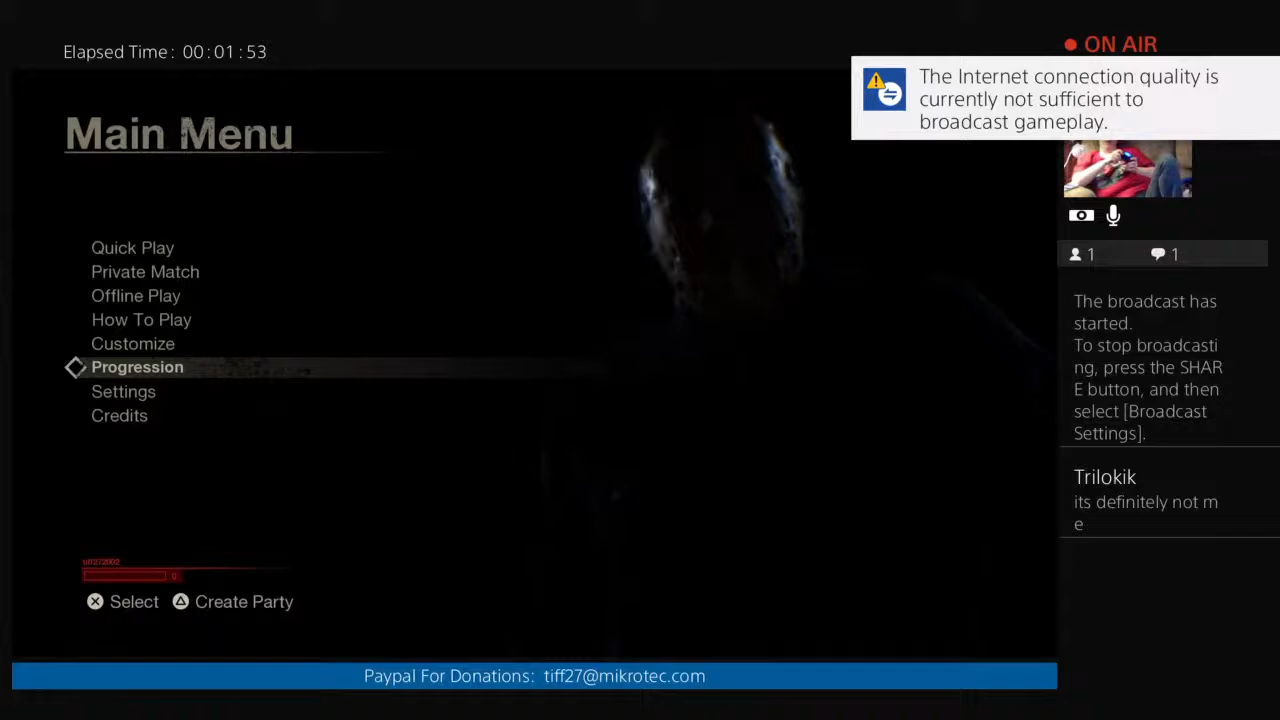 Elapsed Time: 00:01:53
ON AIR
The Internet connection quality is
currently not sufficient to
broadcast gameplay.
Main Menu
Quick Play
Private Match
Offline Play
How To Play
Customize
Progression
Settings
Credits
1 1
The broadcast has
started.
To stop broadcasti
ng, press the SHAR
E button, and then
select [Broadcast
Settings].
Trilokik
its definitely not m
e
tiff272002
0
Select Create Party
Paypal For Donations: tiff27@mikrotec.com